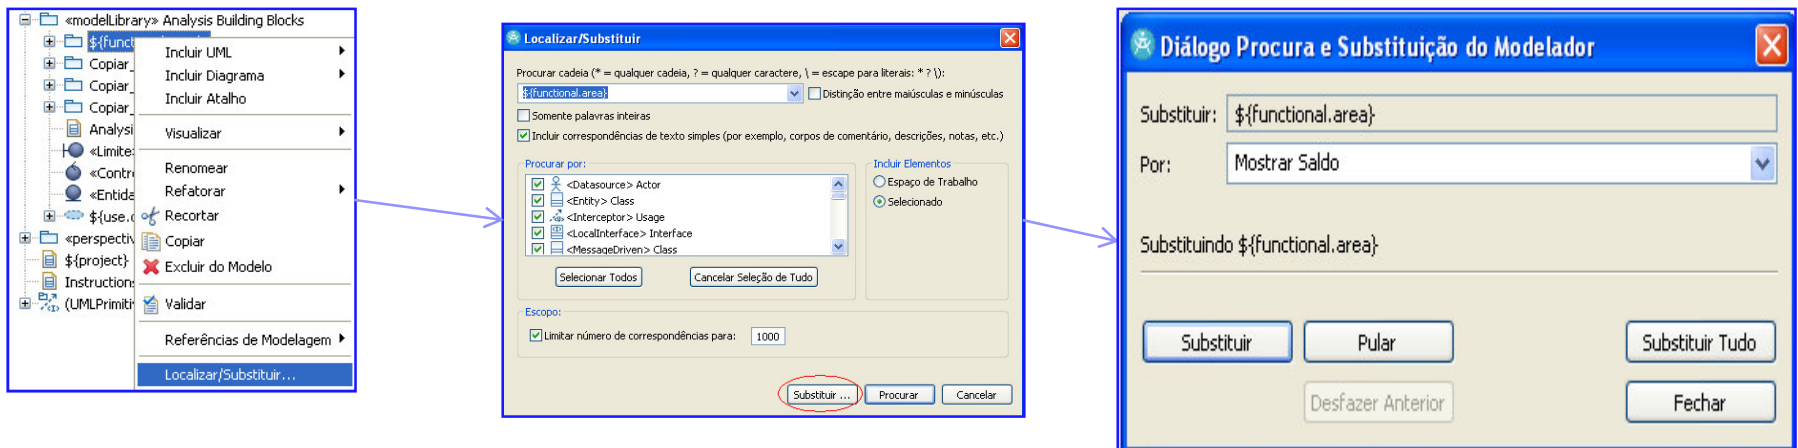 «modelLibrary» Analysis Building Blocks
${funct
Copiar_
Copiar_
Copiar_
Analysi
«Limite
«Contr
«Entida
${use.c
«perspectiv
${project}
Instruction
(UMLPrimiti
Incluir UML
Incluir Diagrama
Incluir Atalho
Visualizar
Renomear
Refatorar
Recortar
Copiar
Excluir do Modelo
Validar
Referências de Modelagem
Localizar/Substituir...
Localizar/Substituir
Procurar cadeia (* = qualquer cadeia, ? = qualquer caractere, \ = escape para literais: * ? \):
${functional.area}
Distinção entre maiúsculas e minúsculas
Somente palavras inteiras
Incluir correspondências de texto simples (por exemplo, corpos de comentário, descrições, notas, etc.)
Procurar por:
<Datasource> Actor
<Entity> Class
<Interceptor> Usage
<LocalInterface> Interface
<MessageDriven> Class
Selecionar Todos
Cancelar Seleção de Tudo
Incluir Elementos
Espaço de Trabalho
Selecionado
Escopo:
Limitar número de correspondências para: 1000
Substituir ...
Procurar
Cancelar
Diálogo Procura e Substituição do Modelador
Substituir: ${functional.area}
Por: Mostrar Saldo
Substituindo ${functional.area}
Substituir
Pular
Substituir Tudo
Desfazer Anterior
Fechar